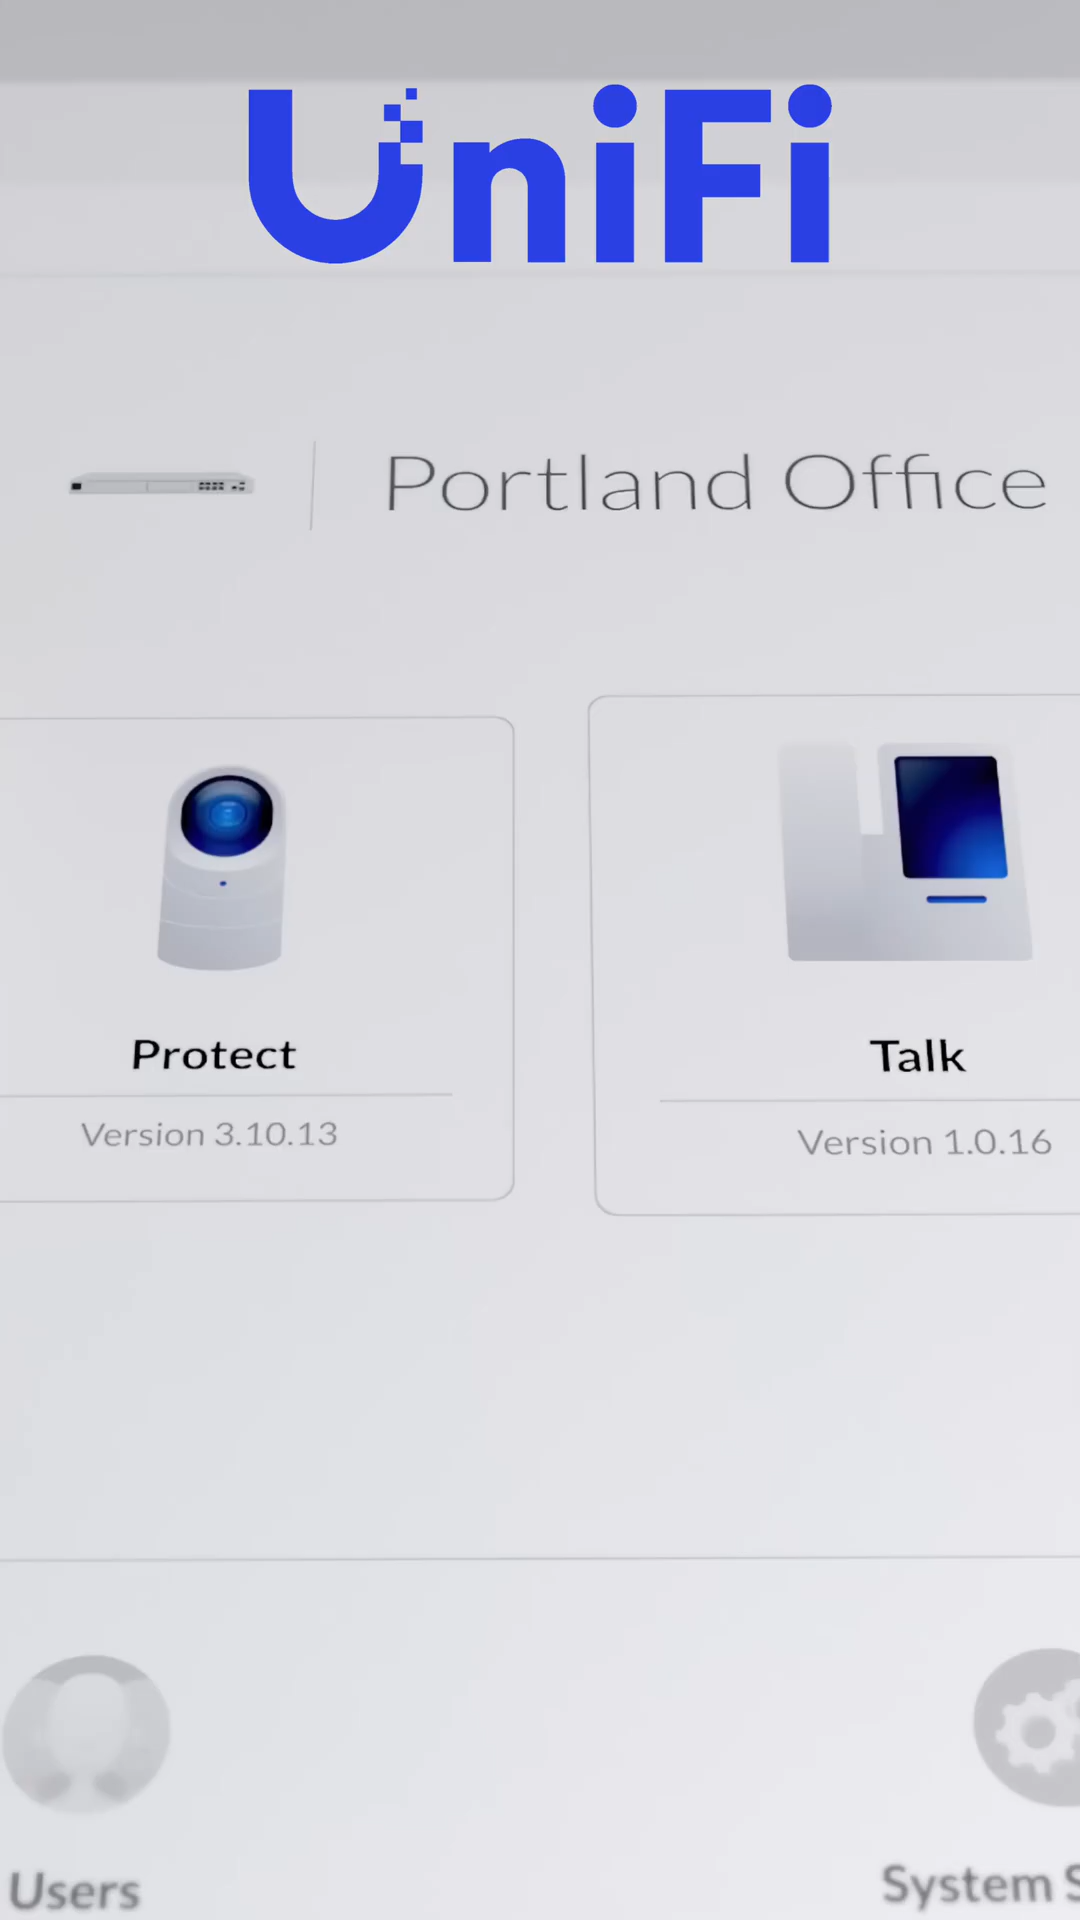 UniFi
Portland Office
Protect
Talk
Version 3.10.13
Version 1.0.16
Users
System S